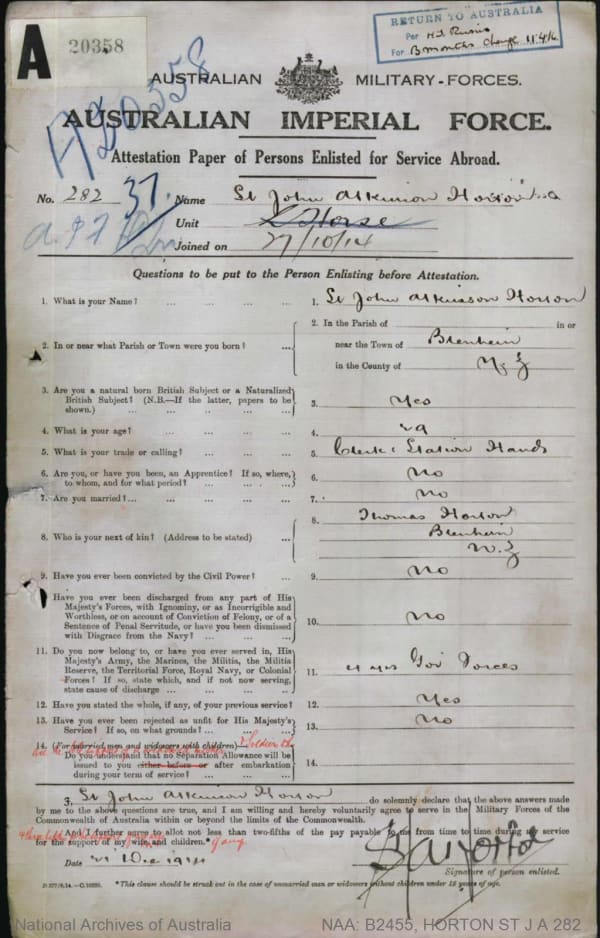 A
20358
RETURN TO AUSTRALIA
Per
For 3 months change 11.4.16
AUSTRALIAN MILITARY-FORCES.
AUSTRALIAN IMPERIAL FORCE.
Attestation Paper of Persons Enlisted for Service Abroad.
No. 282 37. Name St John Atkinson Horton
Unit L Horse
Joined on 27/10/14
Questions to be put to the Person Enlisting before Attestation.
1. What is your Name? ... 1. St John Atkinson Horton
2. In or near what Parish or Town were you born? ... 2. In the Parish of in or
near the Town of Blenheim
in the County of N Z
3. Are you a natural born British Subject or a Naturalized
British Subject? (N.B.—If the latter, papers to be
shown.) ... 3. Yes
4. What is your age? ... 4. 29
5. What is your trade or calling? ... 5. Clerk: Station Hand
6. Are you, or have you been, an Apprentice? If so, where,
to whom, and for what period? ... 6. No
7. Are you married? ... 7. No
8. Who is your next of kin? (Address to be stated) ... 8. Thomas Horton
Blenheim
N.Z
9. Have you ever been convicted by the Civil Power? ... 9. No
Have you ever been discharged from any part of His
Majesty's Forces, with Ignominy, or as Incorrigible and
Worthless, or on account of Conviction of Felony, or of a
Sentence of Penal Servitude, or have you been dismissed
with Disgrace from the Navy? ... 10. No
11. Do you now belong to, or have you ever served in, His
Majesty's Army, the Marines, the Militia, the Militia
Reserve, the Territorial Force, Royal Navy, or Colonial
Forces? If so, state which, and if not now serving,
state cause of discharge ... 11. 4 yrs Forces
12. Have you stated the whole, if any, of your previous service? 12. Yes
13. Have you ever been rejected as unfit for His Majesty's
Service? If so, on what grounds? ... 13. No
14. (For married men and widowers with children)—
Do you understand that no Separation Allowance will be
issued to you either before or after embarkation
during your term of service? ... 14.
I, St John Atkinson Horton do solemnly declare that the above answers made
by me to the above questions are true, and I am willing and hereby voluntarily agree to serve in the Military Forces of the
Commonwealth of Australia within or beyond the limits of the Commonwealth.
And I further agree to allot not less than two-fifths of the pay payable to me from time to time during my service
for the support of my wife and children.*
Date 21 Dec 1914
Signature of person enlisted.
*This clause should be struck out in the case of unmarried men or widowers without children under 18 years of age.
National Archives of Australia
NAA: B2455, HORTON ST J A 282